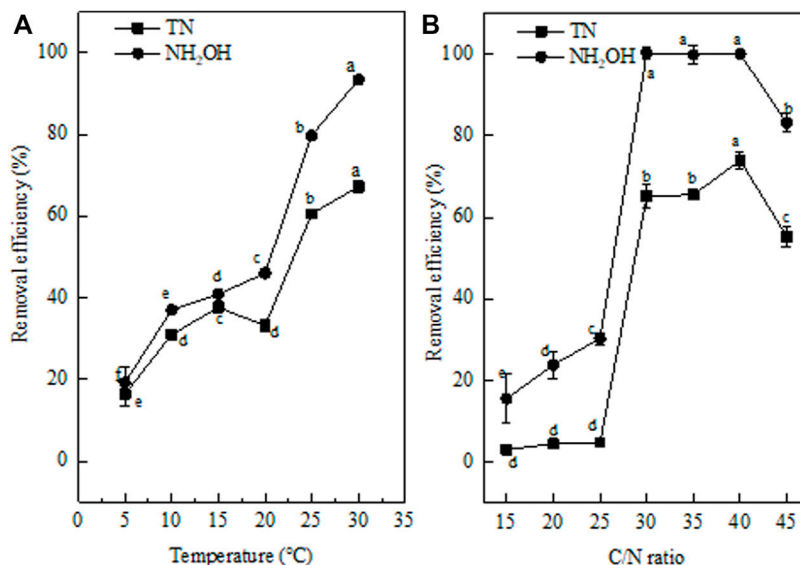 A
TN
NH₂OH
Removal efficiency (%)
100
80
60
40
20
0
f
e
e
d
d
c
c
d
b
b
a
a
0
5
10
15
20
25
30
35
Temperature (°C)
B
TN
NH₂OH
Removal efficiency (%)
100
80
60
40
20
0
e
d
d
d
c
d
a
b
a
b
a
a
b
c
15
20
25
30
35
40
45
C/N ratio